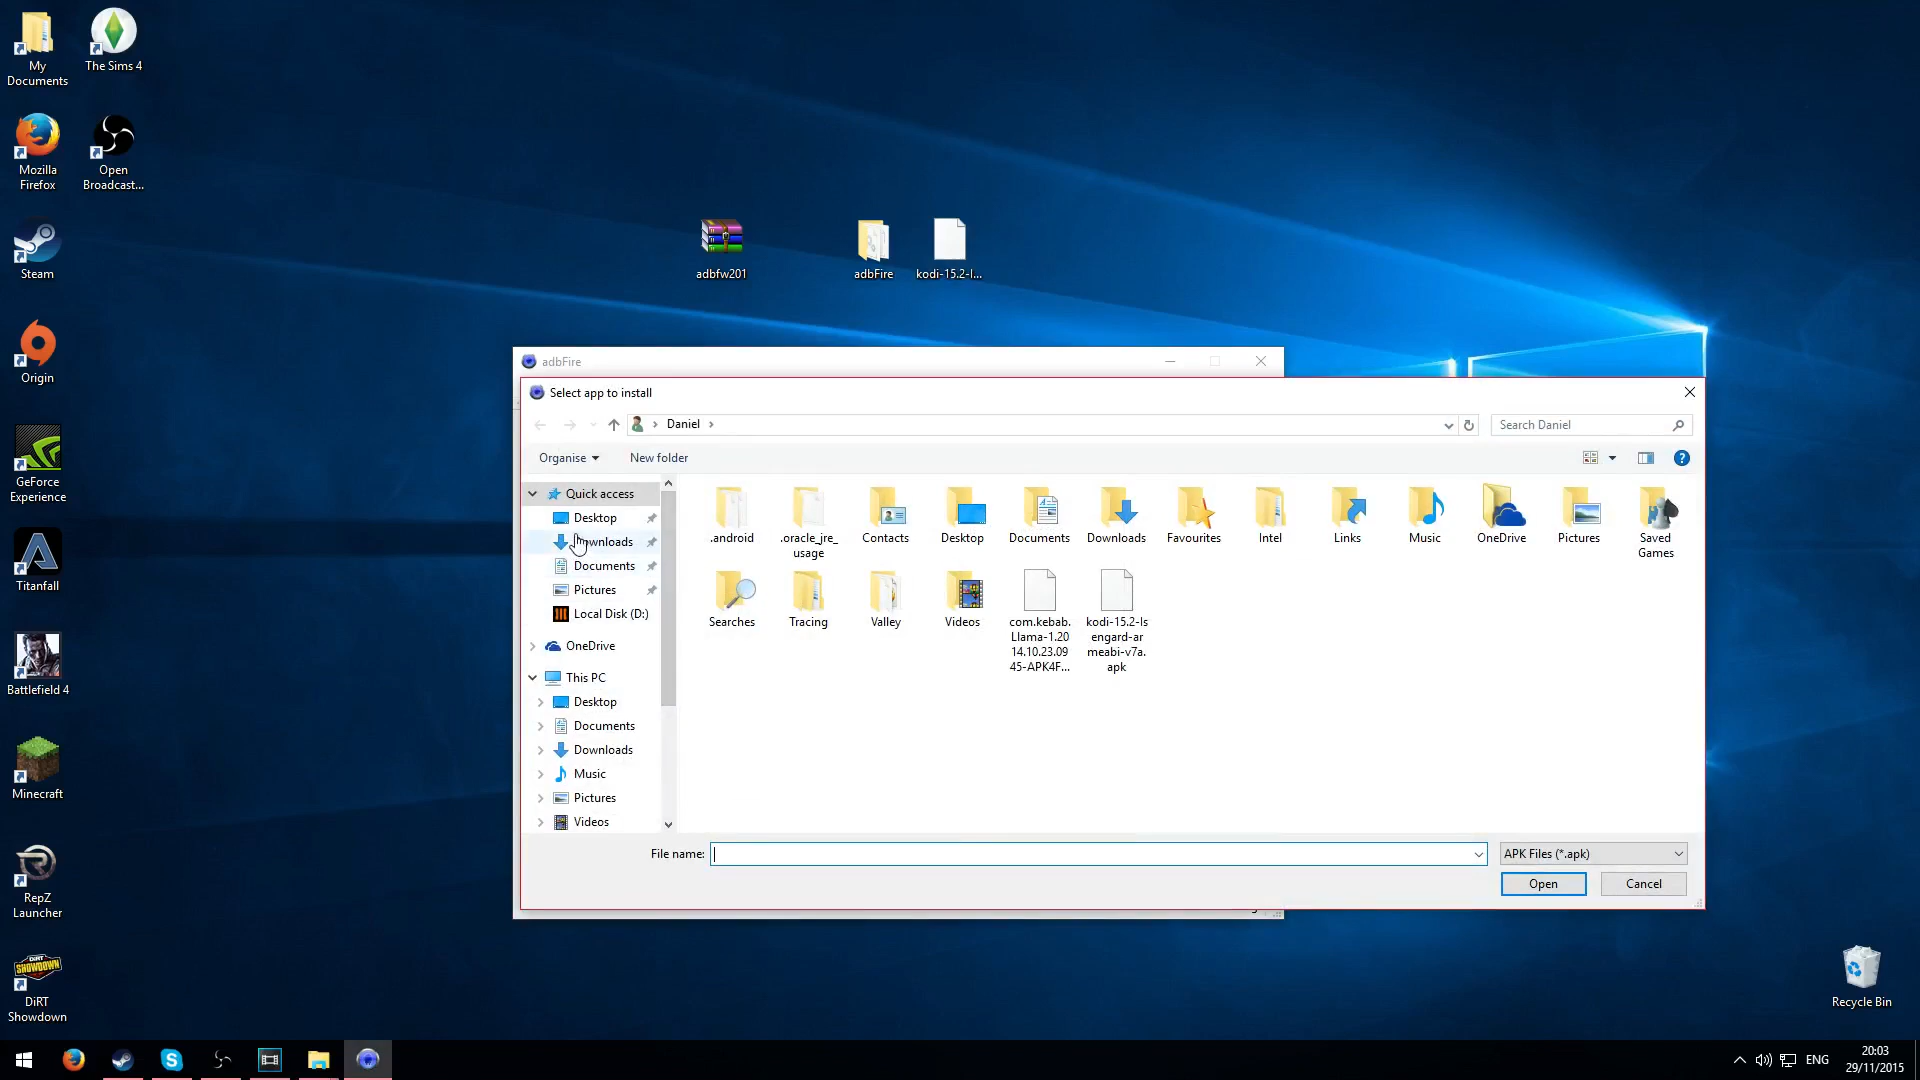 My
Documents
The Sims 4
Mozilla
Firefox
Open
Broadcast...
Steam
Origin
GeForce
Experience
Titanfall
Battlefield 4
Minecraft
RepZ
Launcher
DiRT
Showdown
adbfw201
adbFire
kodi-15.2-I...
adbFire
Select app to install
Daniel
Search Daniel
Organise
New folder
Quick access
Desktop
Downloads
Documents
Pictures
Local Disk (D:)
OneDrive
This PC
Desktop
Documents
Downloads
Music
Pictures
Videos
.android
.oracle_jre_
usage
Contacts
Desktop
Documents
Downloads
Favourites
Intel
Links
Music
OneDrive
Pictures
Saved
Games
Searches
Tracing
Valley
Videos
com.kebab.
Llama-1.20
14.10.23.09
45-APK4F...
kodi-15.2-Is
engard-ar
meabi-v7a.
apk
File name:
APK Files (*.apk)
Open
Cancel
Recycle Bin
ENG
20:03
29/11/2015